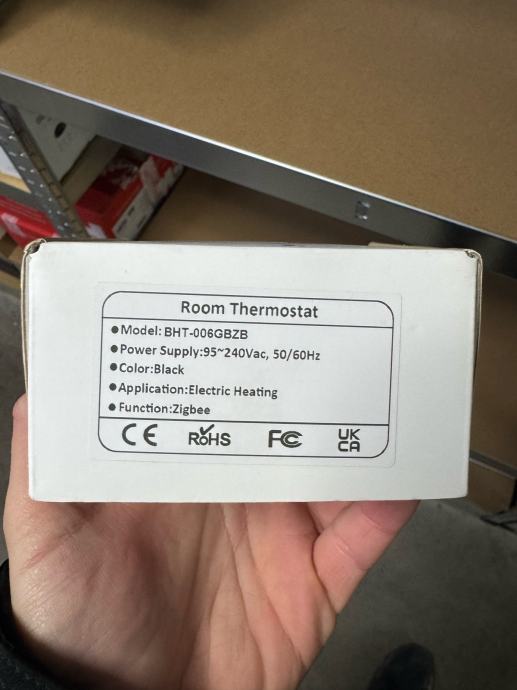 Room Thermostat
●Model: BHT-006GBZB
●Power Supply:95~240Vac, 50/60Hz
●Color:Black
●Application:Electric Heating
●Function:Zigbee
CE RoHS FC UK
CA